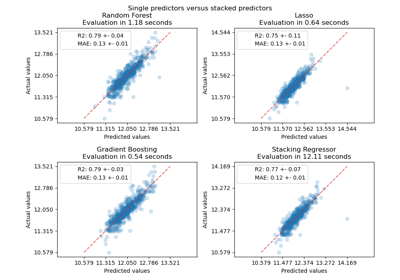 Single predictors versus stacked predictors
Random Forest
Evaluation in 1.18 seconds
R2: 0.79 +- 0.04
MAE: 0.13 +- 0.01
Actual values
13.521
12.786
12.050
11.315
10.579
10.579 11.315 12.050 12.786 13.521
Predicted values
Lasso
Evaluation in 0.64 seconds
R2: 0.75 +- 0.11
MAE: 0.13 +- 0.01
Actual values
14.544
13.553
12.562
11.570
10.579
10.579 11.570 12.562 13.553 14.544
Predicted values
Gradient Boosting
Evaluation in 0.54 seconds
R2: 0.79 +- 0.03
MAE: 0.13 +- 0.01
Actual values
13.521
12.786
12.050
11.315
10.579
10.579 11.315 12.050 12.786 13.521
Predicted values
Stacking Regressor
Evaluation in 12.11 seconds
R2: 0.77 +- 0.07
MAE: 0.12 +- 0.01
Actual values
14.169
13.272
12.374
11.477
10.579
10.579 11.477 12.374 13.272 14.169
Predicted values